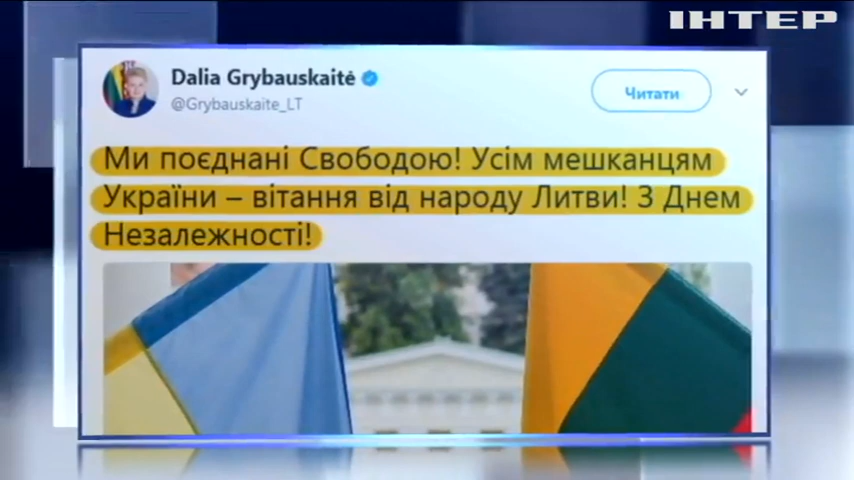 ІНТЕР
Dalia Grybauskaitė
@Grybauskaite_LT
Читати
Ми поєднані Свободою! Усім мешканцям
України – вітання від народу Литви! З Днем
Незалежності!